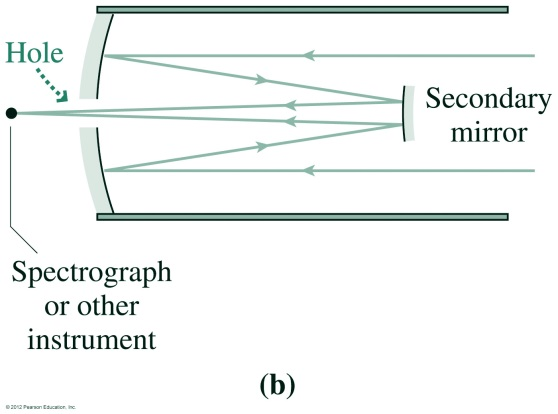 Hole
Secondary
mirror
Spectrograph
or other
instrument
(b)
© 2012 Pearson Education, Inc.